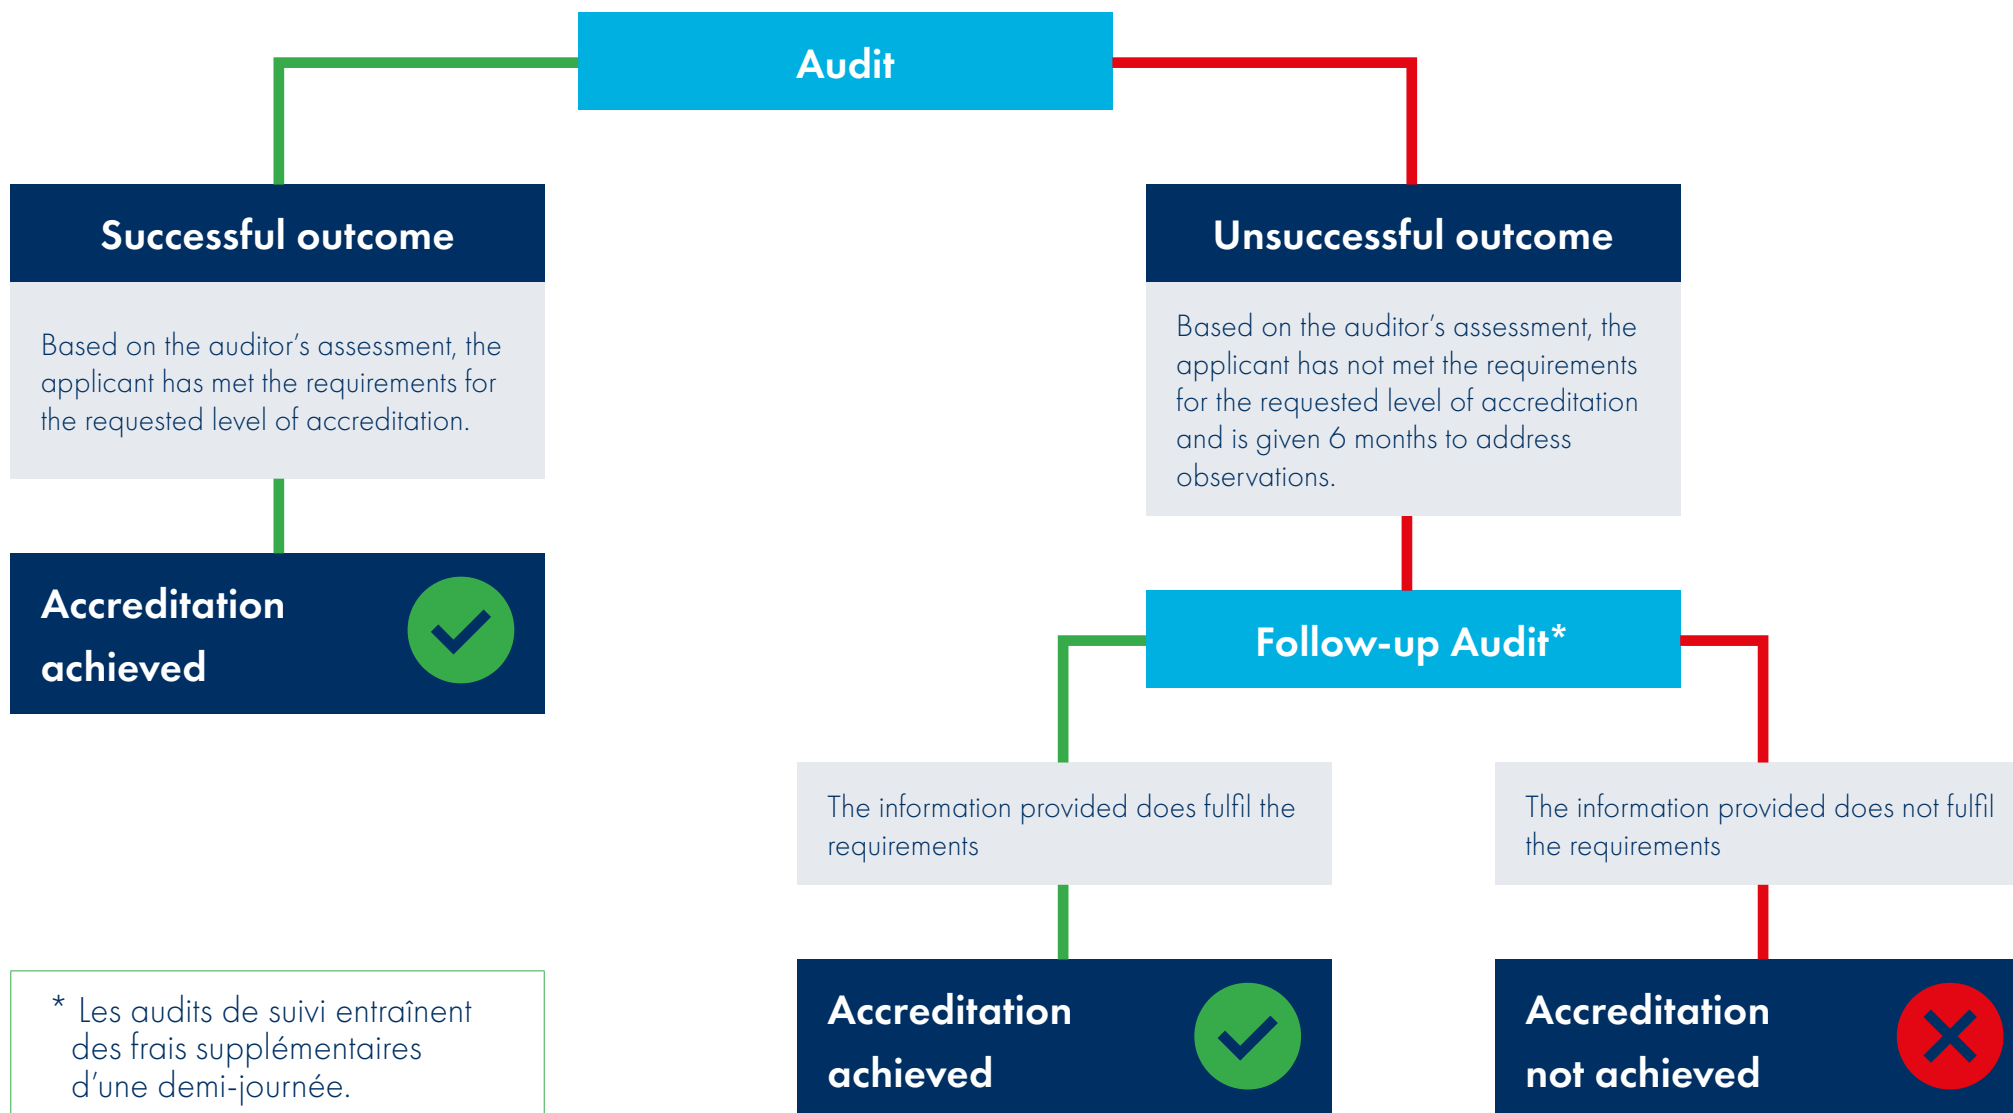 Audit
Successful outcome
Based on the auditor’s assessment, the
applicant has met the requirements for
the requested level of accreditation.
Accreditation
achieved
Unsuccessful outcome
Based on the auditor’s assessment, the
applicant has not met the requirements
for the requested level of accreditation
and is given 6 months to address
observations.
Follow-up Audit*
The information provided does fulfil the
requirements
Accreditation
achieved
The information provided does not fulfil
the requirements
Accreditation
not achieved
* Les audits de suivi entraînent
des frais supplémentaires
d’une demi-journée.